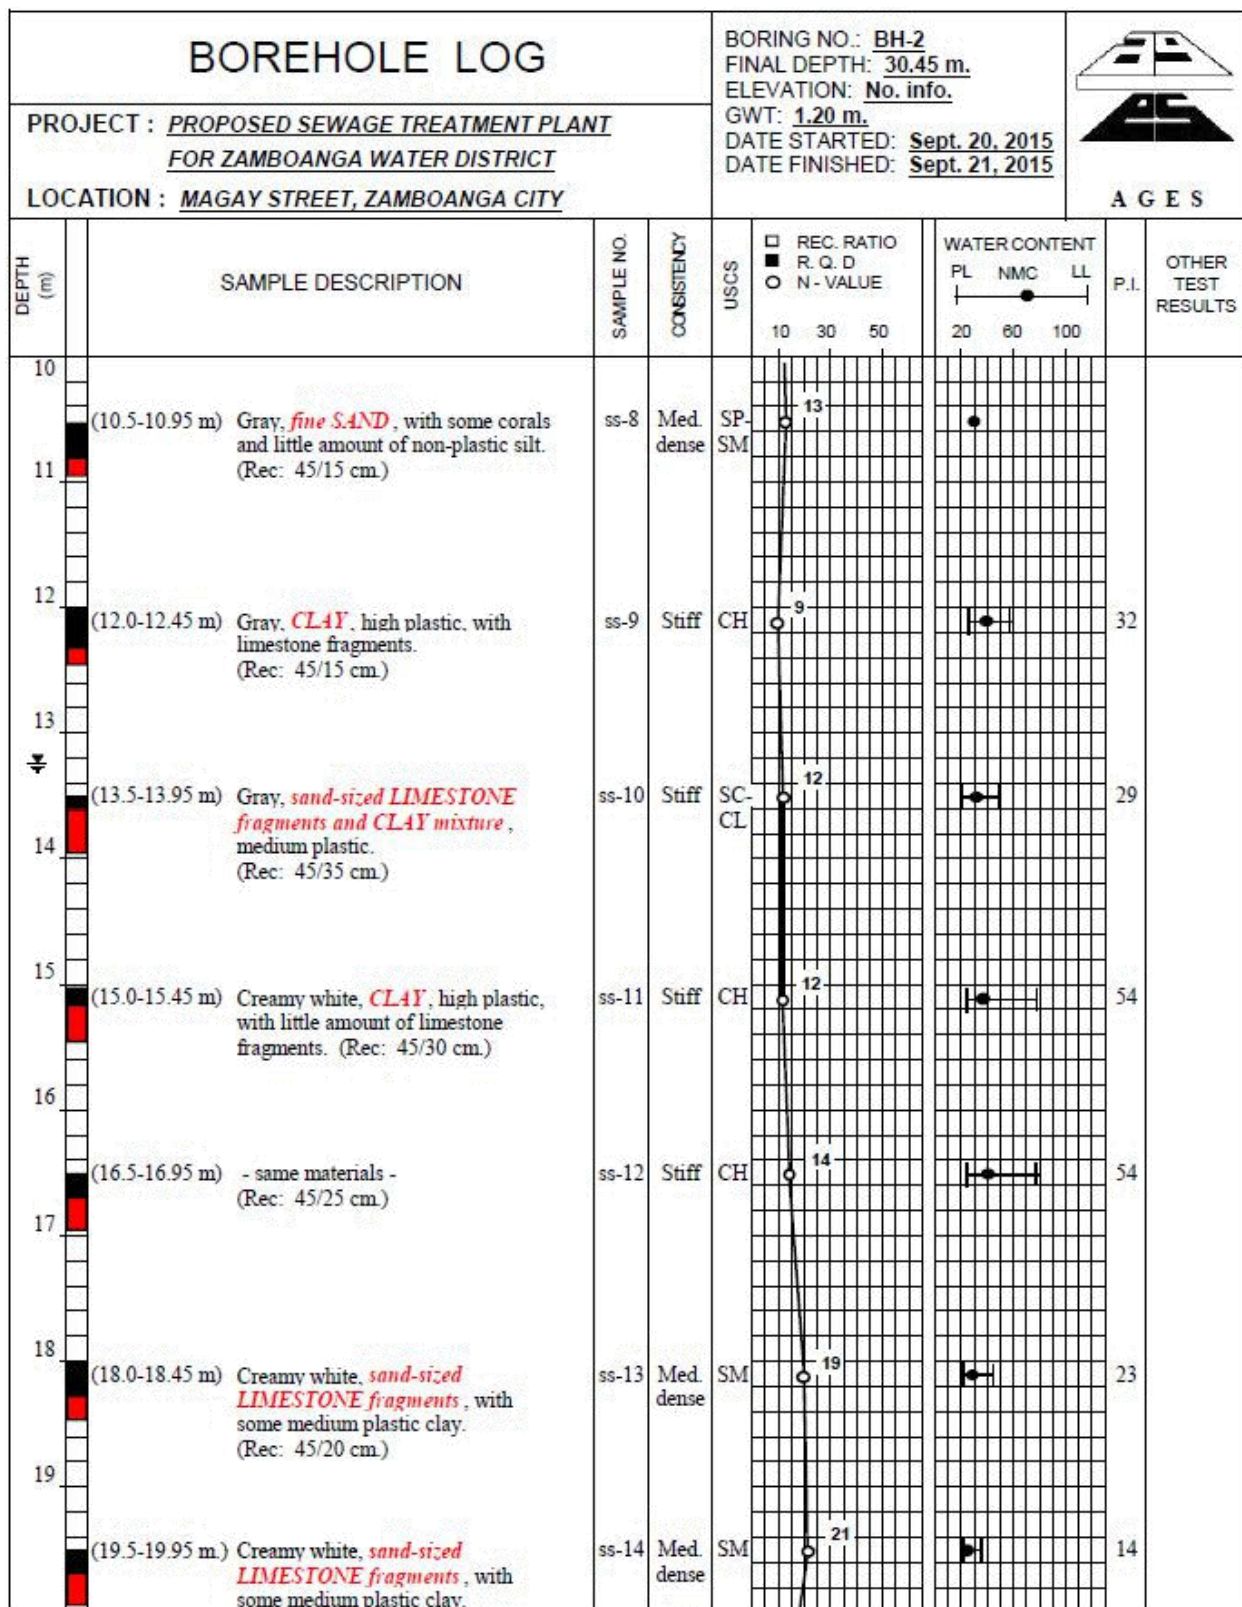 BOREHOLE LOG
PROJECT : PROPOSED SEWAGE TREATMENT PLANT
FOR ZAMBOANGA WATER DISTRICT
LOCATION : MAGAY STREET, ZAMBOANGA CITY
BORING NO.: BH-2
FINAL DEPTH: 30.45 m.
ELEVATION: No. info.
GWT: 1.20 m.
DATE STARTED: Sept. 20, 2015
DATE FINISHED: Sept. 21, 2015
A G E S
DEPTH (m)
SAMPLE DESCRIPTION
SAMPLE NO.
CONSISTENCY
USCS
REC. RATIO
R. Q. D
N - VALUE
10 30 50
WATER CONTENT
PL NMC LL
20 60 100
P.I.
OTHER
TEST
RESULTS
10
(10.5-10.95 m) Gray, fine SAND , with some corals ss-8 Med. SP- 13
and little amount of non-plastic silt. dense SM
(Rec: 45/15 cm.)
11
12
(12.0-12.45 m) Gray, CLAY , high plastic, with ss-9 Stiff CH 9 32
limestone fragments.
(Rec: 45/15 cm.)
13
(13.5-13.95 m) Gray, sand-sized LIMESTONE ss-10 Stiff SC- 12 29
fragments and CLAY mixture , CL
medium plastic.
14
(Rec: 45/35 cm.)
15
(15.0-15.45 m) Creamy white, CLAY , high plastic, ss-11 Stiff CH 12 54
with little amount of limestone
fragments. (Rec: 45/30 cm.)
16
(16.5-16.95 m) - same materials - ss-12 Stiff CH 14 54
(Rec: 45/25 cm.)
17
18
(18.0-18.45 m) Creamy white, sand-sized ss-13 Med. SM 19 23
LIMESTONE fragments , with dense
some medium plastic clay.
(Rec: 45/20 cm.)
19
(19.5-19.95 m.) Creamy white, sand-sized ss-14 Med. SM 21 14
LIMESTONE fragments , with dense
some medium plastic clay.